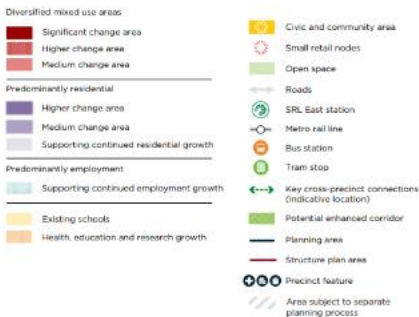 Diversified mixed use areas
Significant change area
Higher change area
Medium change area
Predominantly residential
Higher change area
Medium change area
Supporting continued residential growth
Predominantly employment
Supporting continued employment growth
Existing schools
Health, education and research growth
Civic and community area
Small retail nodes
Open space
Roads
SRL East station
Metro rail line
Bus station
Tram stop
Key cross-precinct connections
(indicative location)
Potential enhanced corridor
Planning area
Structure plan area
Precinct feature
Area subject to separate
planning process